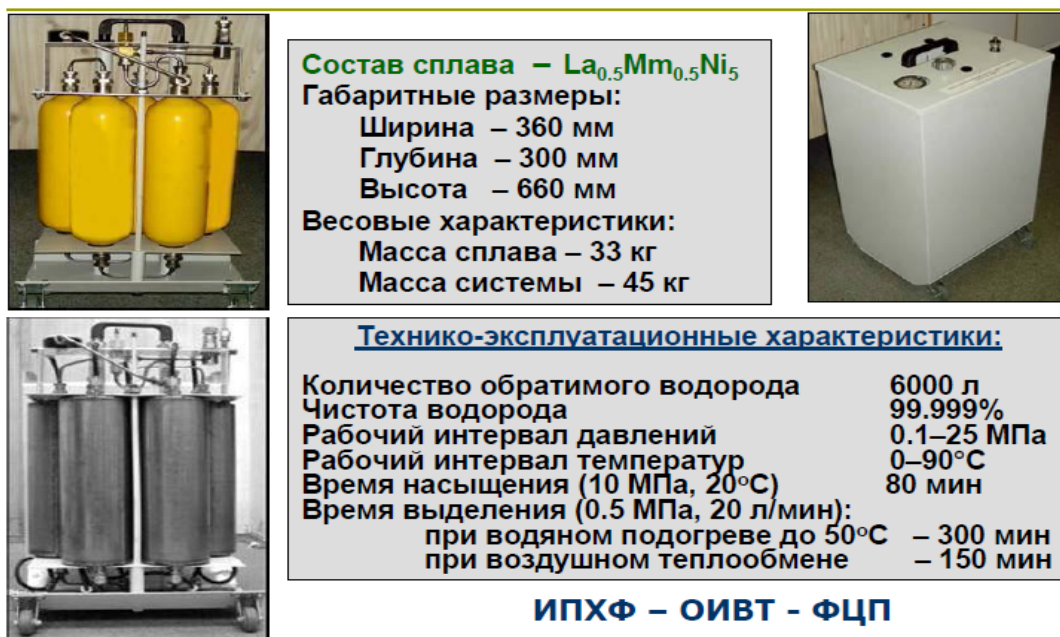 Состав сплава – La₀.₅Mm₀.₅Ni₅
Габаритные размеры:
Ширина – 360 мм
Глубина – 300 мм
Высота – 660 мм
Весовые характеристики:
Масса сплава – 33 кг
Масса системы – 45 кг
Технико-эксплуатационные характеристики:
Количество обратимого водорода 6000 л
Чистота водорода 99.999%
Рабочий интервал давлений 0.1–25 МПа
Рабочий интервал температур 0–90°С
Время насыщения (10 МПа, 20°С) 80 мин
Время выделения (0.5 МПа, 20 л/мин):
при водяном подогреве до 50°С – 300 мин
при воздушном теплообмене – 150 мин
ИПХФ – ОИВТ - ФЦП